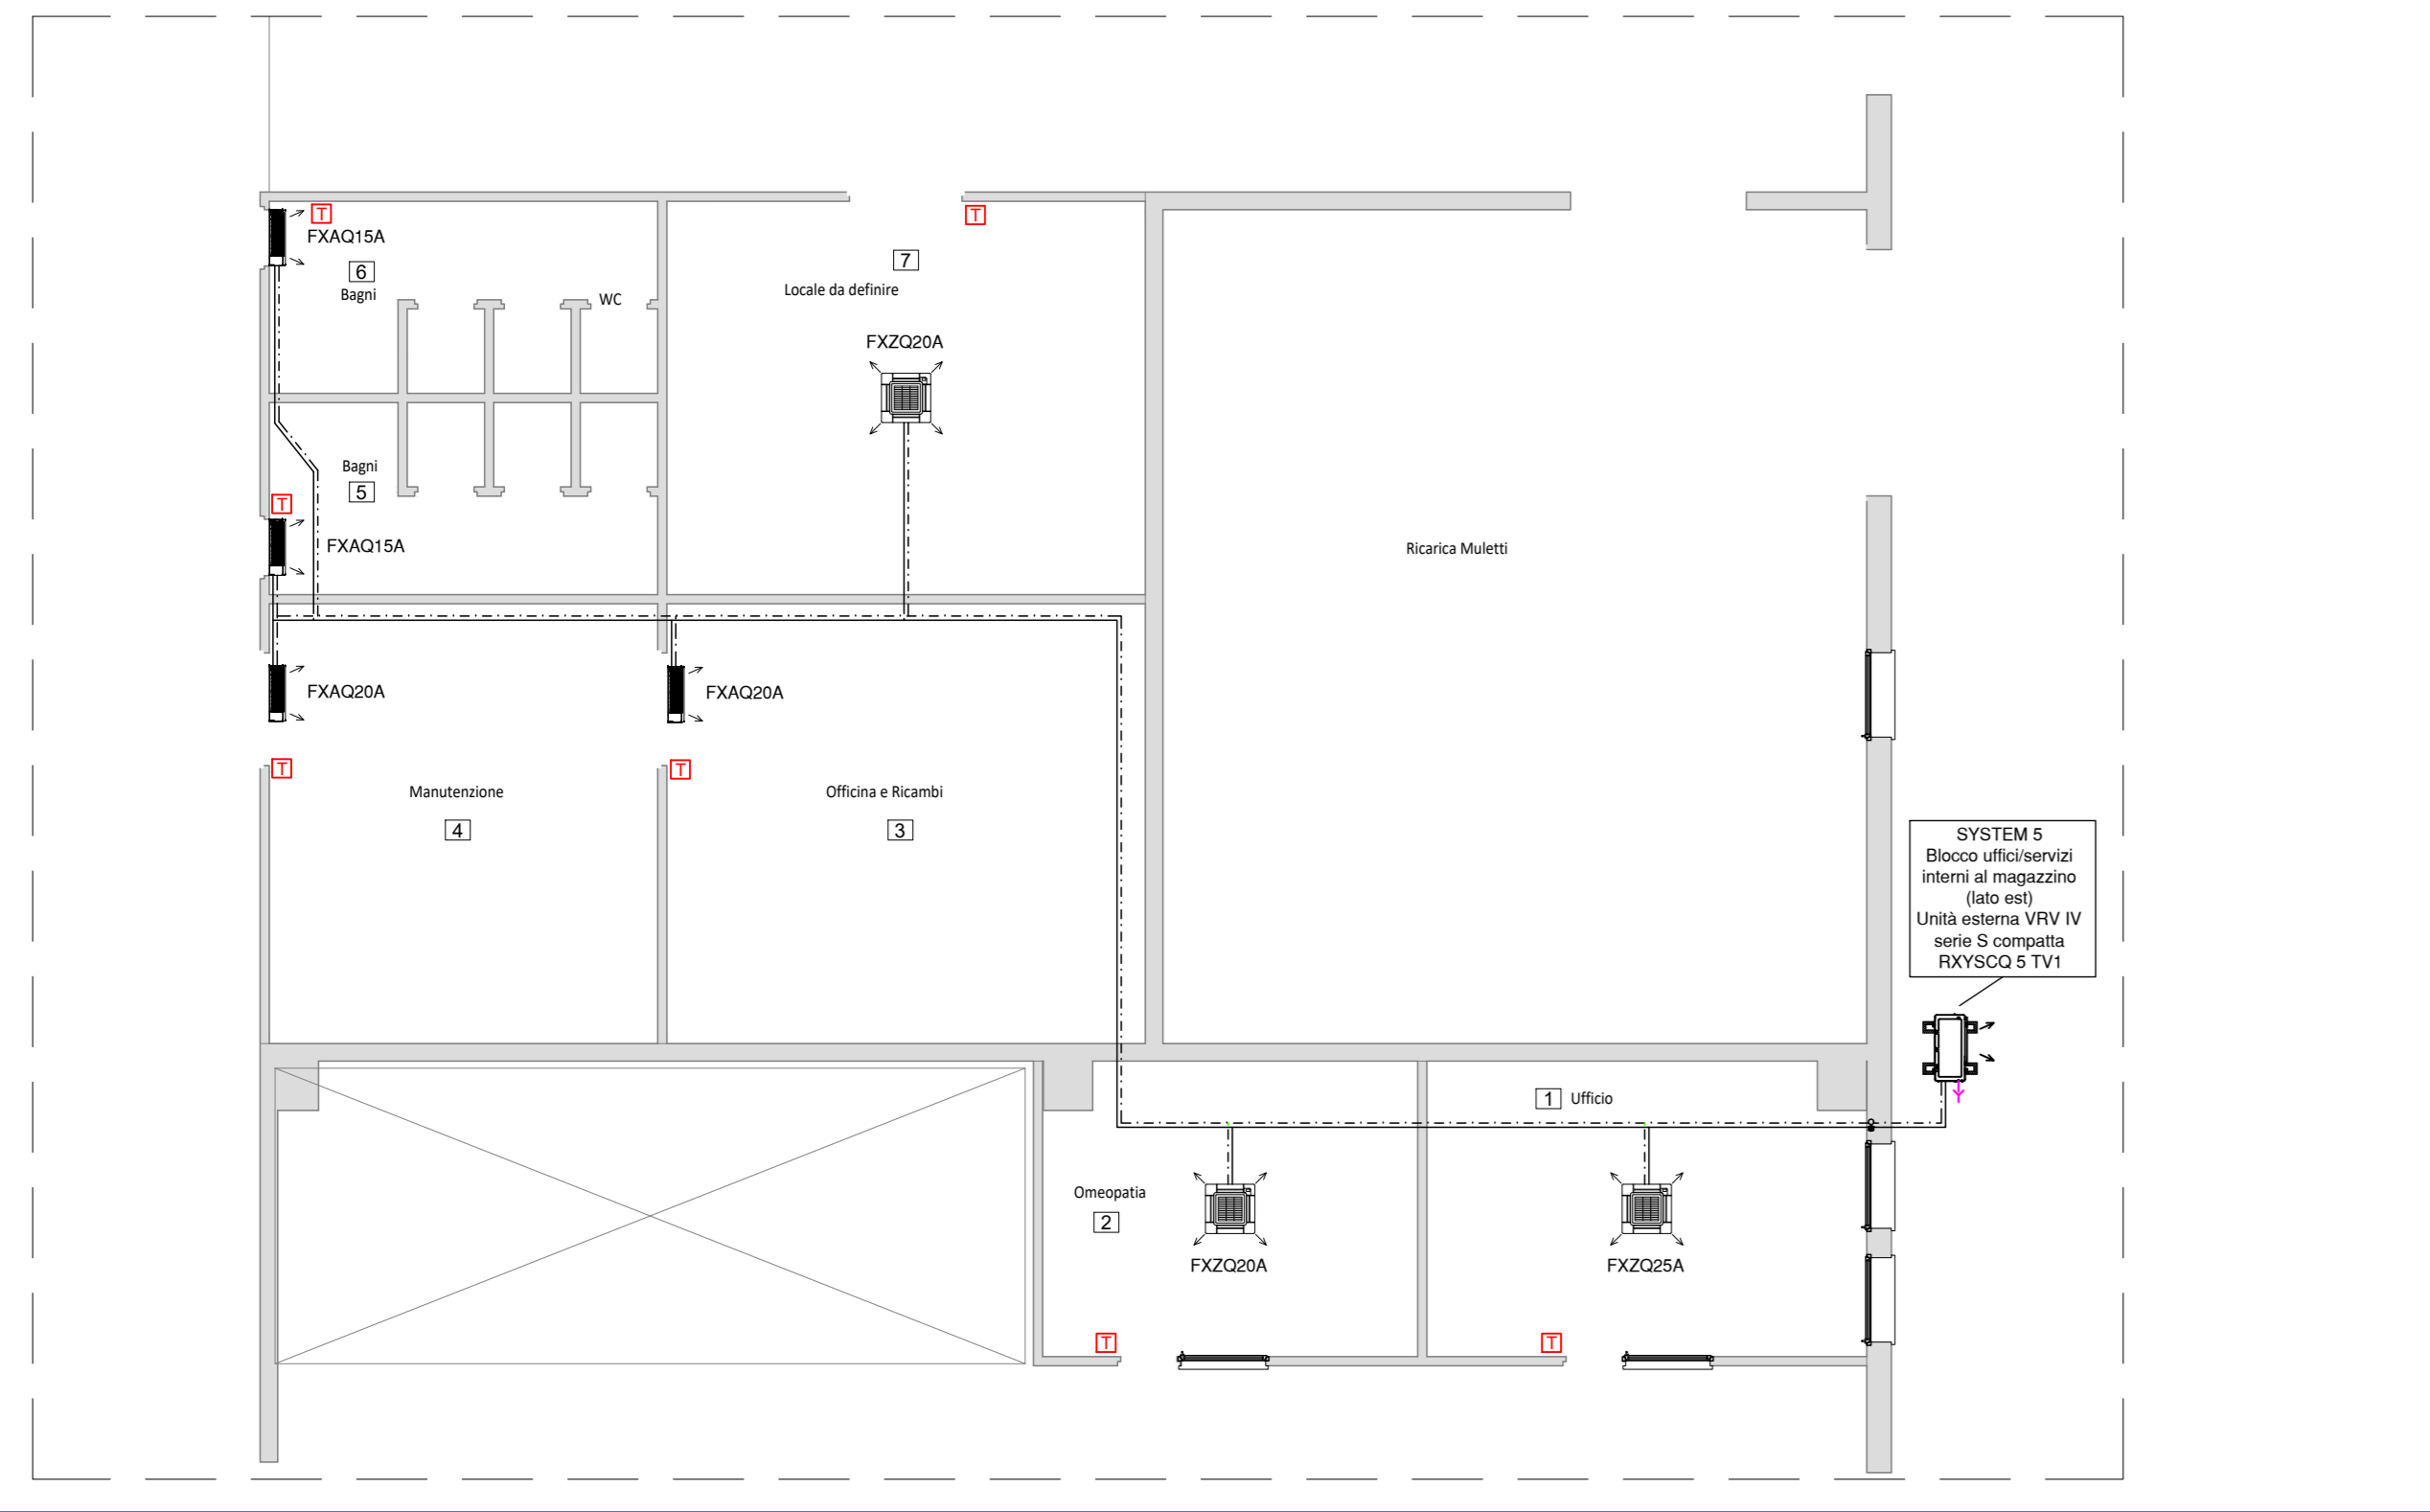 T
T
FXAQ15A
7
6
Locale da definire
Bagni
WC
FXZQ20A
Bagni
5
T
FXAQ15A
Ricarica Muletti
FXAQ20A
FXAQ20A
T
T
Manutenzione
Officina e Ricambi
4
3
SYSTEM 5
Blocco uffici/servizi
interni al magazzino
(lato est)
Unità esterna VRV IV
serie S compatta
RXYSCQ 5 TV1
1 Ufficio
Omeopatia
2
FXZQ20A
FXZQ25A
T
T